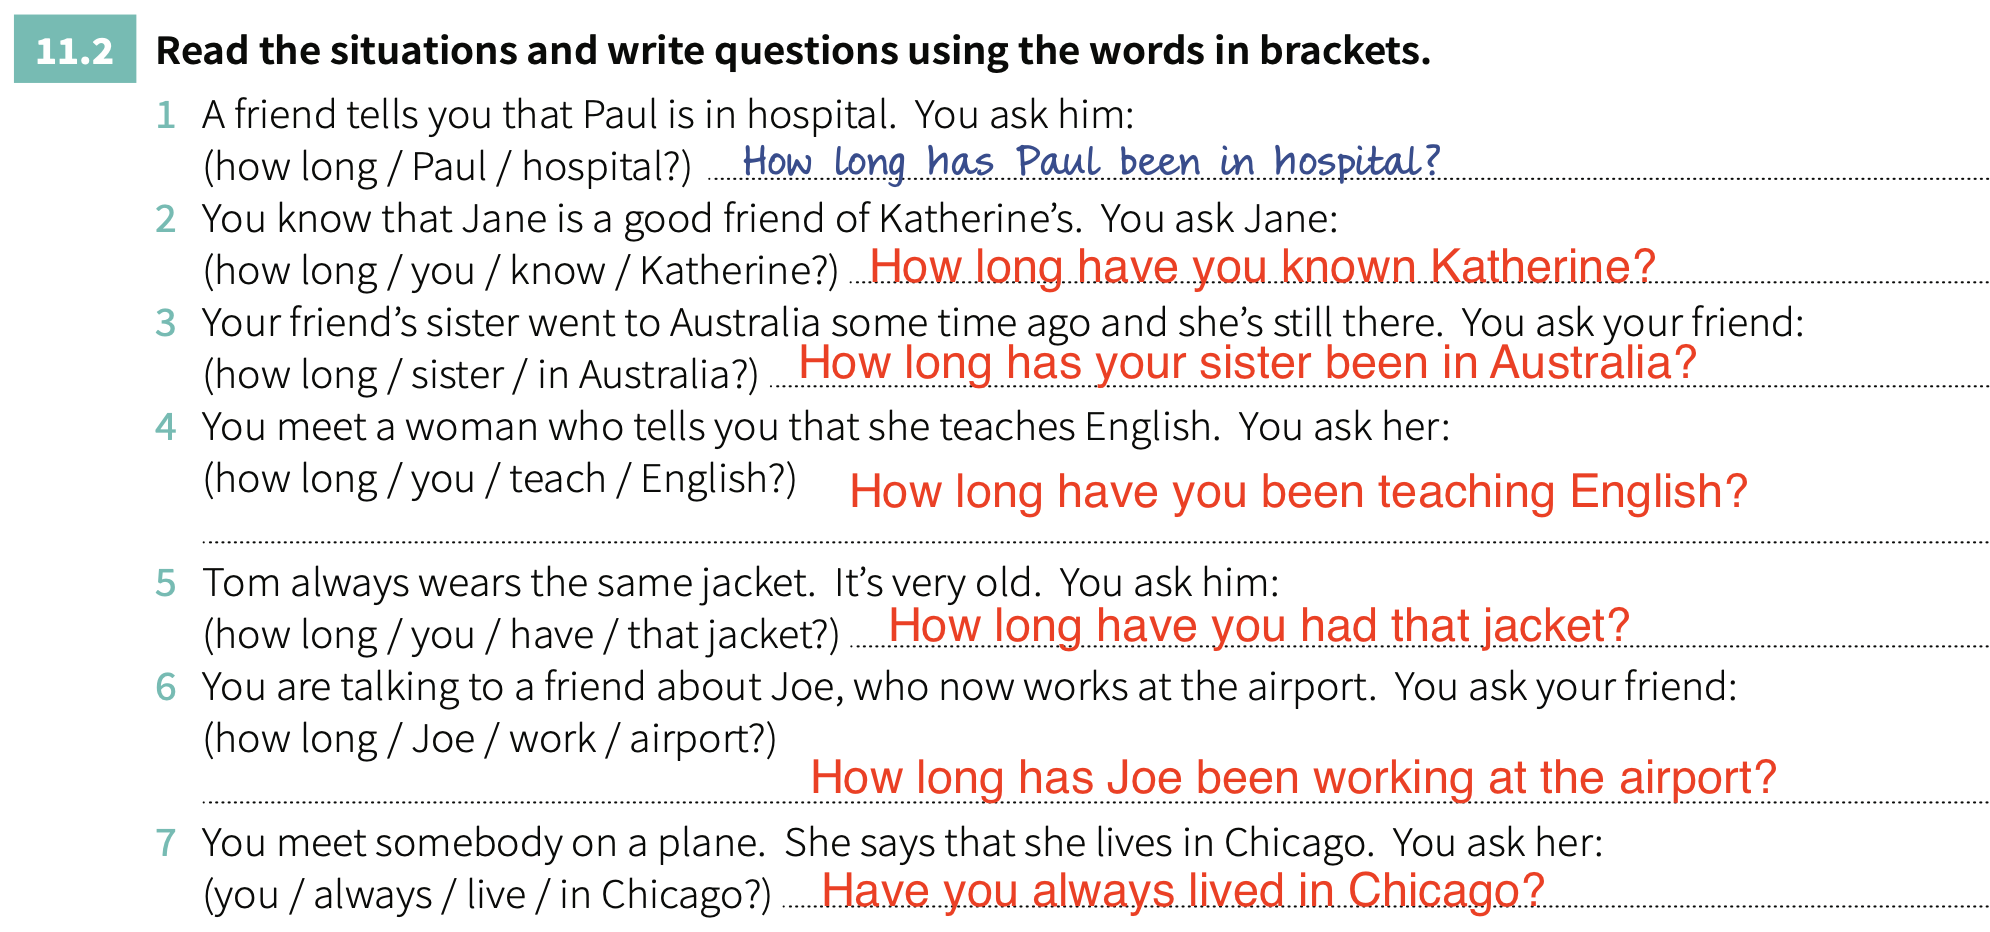 11.2 Read the situations and write questions using the words in brackets.
1 A friend tells you that Paul is in hospital. You ask him:
(how long / Paul / hospital?) How long has Paul been in hospital?
2 You know that Jane is a good friend of Katherine’s. You ask Jane:
(how long / you / know / Katherine?) How long have you known Katherine?
3 Your friend’s sister went to Australia some time ago and she’s still there. You ask your friend:
(how long / sister / in Australia?) How long has your sister been in Australia?
4 You meet a woman who tells you that she teaches English. You ask her:
(how long / you / teach / English?) How long have you been teaching English?
5 Tom always wears the same jacket. It’s very old. You ask him:
(how long / you / have / that jacket?) How long have you had that jacket?
6 You are talking to a friend about Joe, who now works at the airport. You ask your friend:
(how long / Joe / work / airport?)
How long has Joe been working at the airport?
7 You meet somebody on a plane. She says that she lives in Chicago. You ask her:
(you / always / live / in Chicago?) Have you always lived in Chicago?